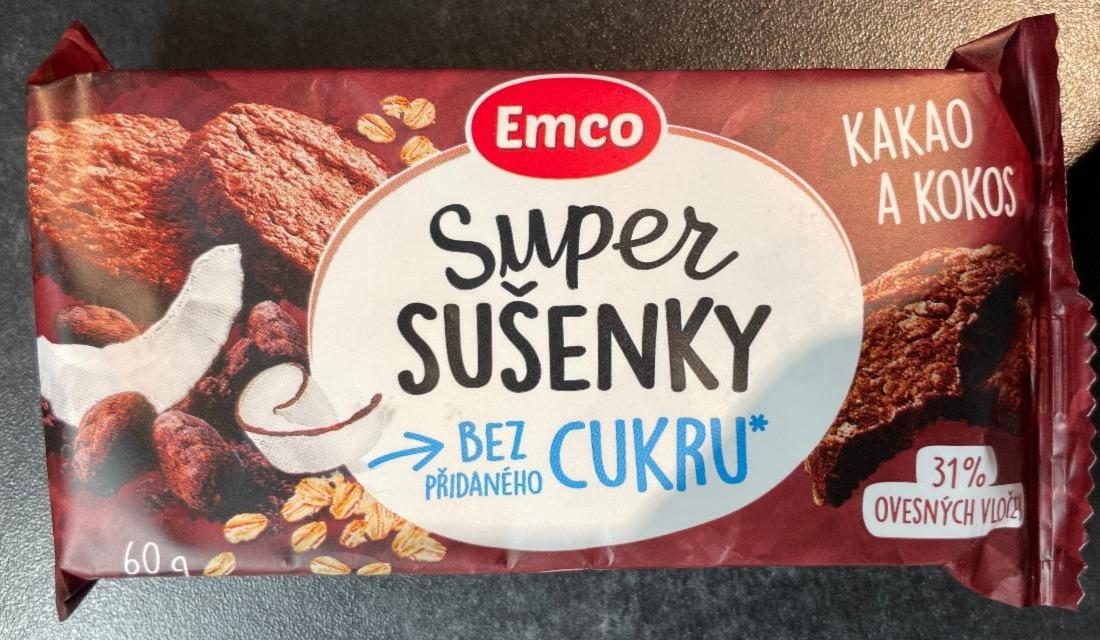 Emco
KAKAO
A KOKOS
Super
SUŠENKY
BEZ
PŘIDANÉHO
CUKRU*
31%
OVESNÝCH VLOČEK
60 g